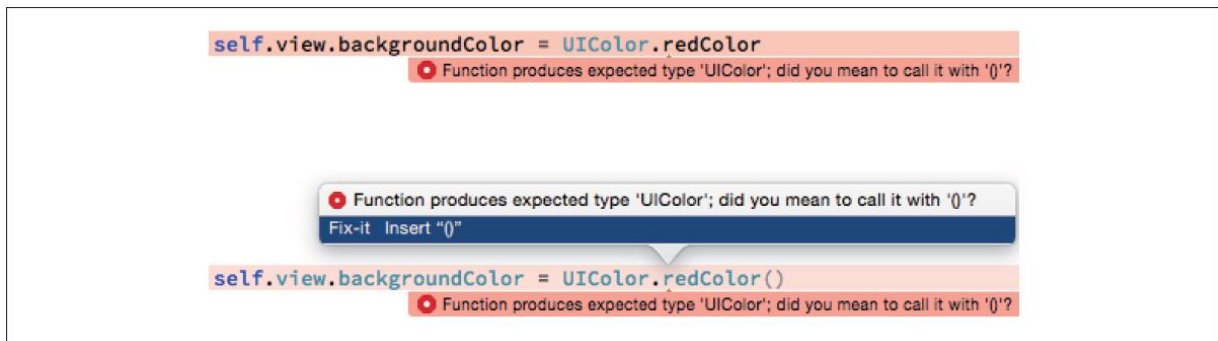 self.view.backgroundColor = UIColor.redColor
Function produces expected type 'UIColor'; did you mean to call it with '()'?
Function produces expected type 'UIColor'; did you mean to call it with '()'?
Fix-it Insert “()”
self.view.backgroundColor = UIColor.redColor()
Function produces expected type 'UIColor'; did you mean to call it with '()'?